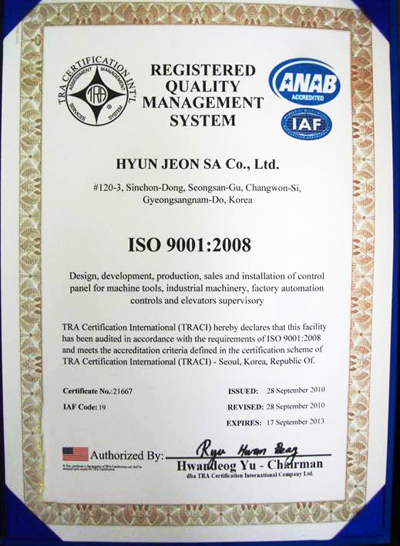 TRA CERTIFICATION INT'L
REGISTERED
QUALITY
MANAGEMENT
SYSTEM
ANAB
ACCREDITED
IAF
HYUN JEON SA Co., Ltd.
#120-3, Sinchon-Dong, Seongsan-Gu, Changwon-Si,
Gyeongsangnam-Do, Korea
ISO 9001:2008
Design, development, production, sales and installation of control
panel for machine tools, industrial machinery, factory automation
controls and elevators supervisory
TRA Certification International (TRACI) hereby declares that this facility
has been audited in accordance with the requirements of ISO 9001:2008
and meets the accreditation criteria defined in the certification scheme of
TRA Certification International (TRACI) - Seoul, Korea, Republic Of.
Certificate No.:21667
ISSUED: 28 September 2010
IAF Code: 19
REVISED: 28 September 2010
EXPIRES: 17 September 2013
Authorized By:
Hwandeog Yu - Chairman
dba TRA Certification International Company Ltd.